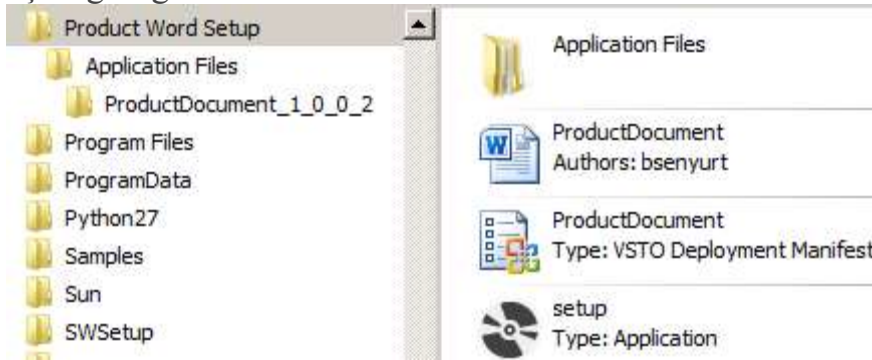 Product Word Setup
Application Files
ProductDocument_1_0_0_2
Program Files
ProgramData
Python27
Samples
Sun
SWSetup
Application Files
ProductDocument
Authors: bsenyurt
ProductDocument
Type: VSTO Deployment Manifest
setup
Type: Application